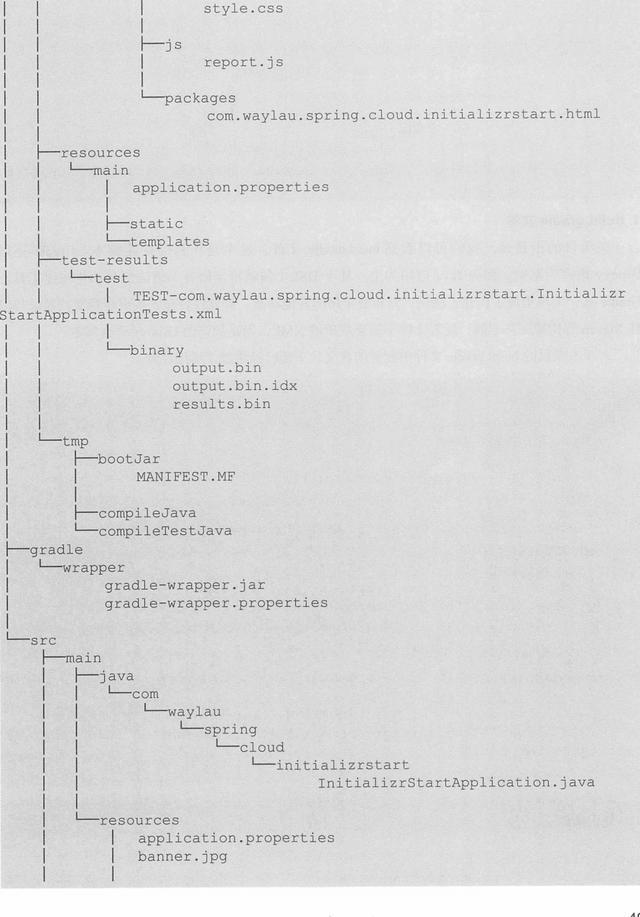 │   │           │       style.css
│   │           │
│   │           ├──js
│   │           │       report.js
│   │           │
│   │           └──packages
│   │                   com.waylau.spring.cloud.initializrstart.html
│   │
│   ├──resources
│   │   └──main
│   │       │   application.properties
│   │       │
│   │       ├──static
│   │       └──templates
│   ├──test-results
│   │   └──test
│   │       │   TEST-com.waylau.spring.cloud.initializrstart.Initializr
StartApplicationTests.xml
│   │       │
│   │       └──binary
│   │               output.bin
│   │               output.bin.idx
│   │               results.bin
│   │
│   └──tmp
│       ├──bootJar
│       │       MANIFEST.MF
│       │
│       ├──compileJava
│       └──compileTestJava
├──gradle
│   └──wrapper
│           gradle-wrapper.jar
│           gradle-wrapper.properties
│
└──src
    ├──main
    │   ├──java
    │   │   └──com
    │   │       └──waylau
    │   │           └──spring
    │   │               └──cloud
    │   │                   └──initializrstart
    │   │                           InitializrStartApplication.java
    │   │
    │   └──resources
    │       │   application.properties
    │       │   banner.jpg
    │       │